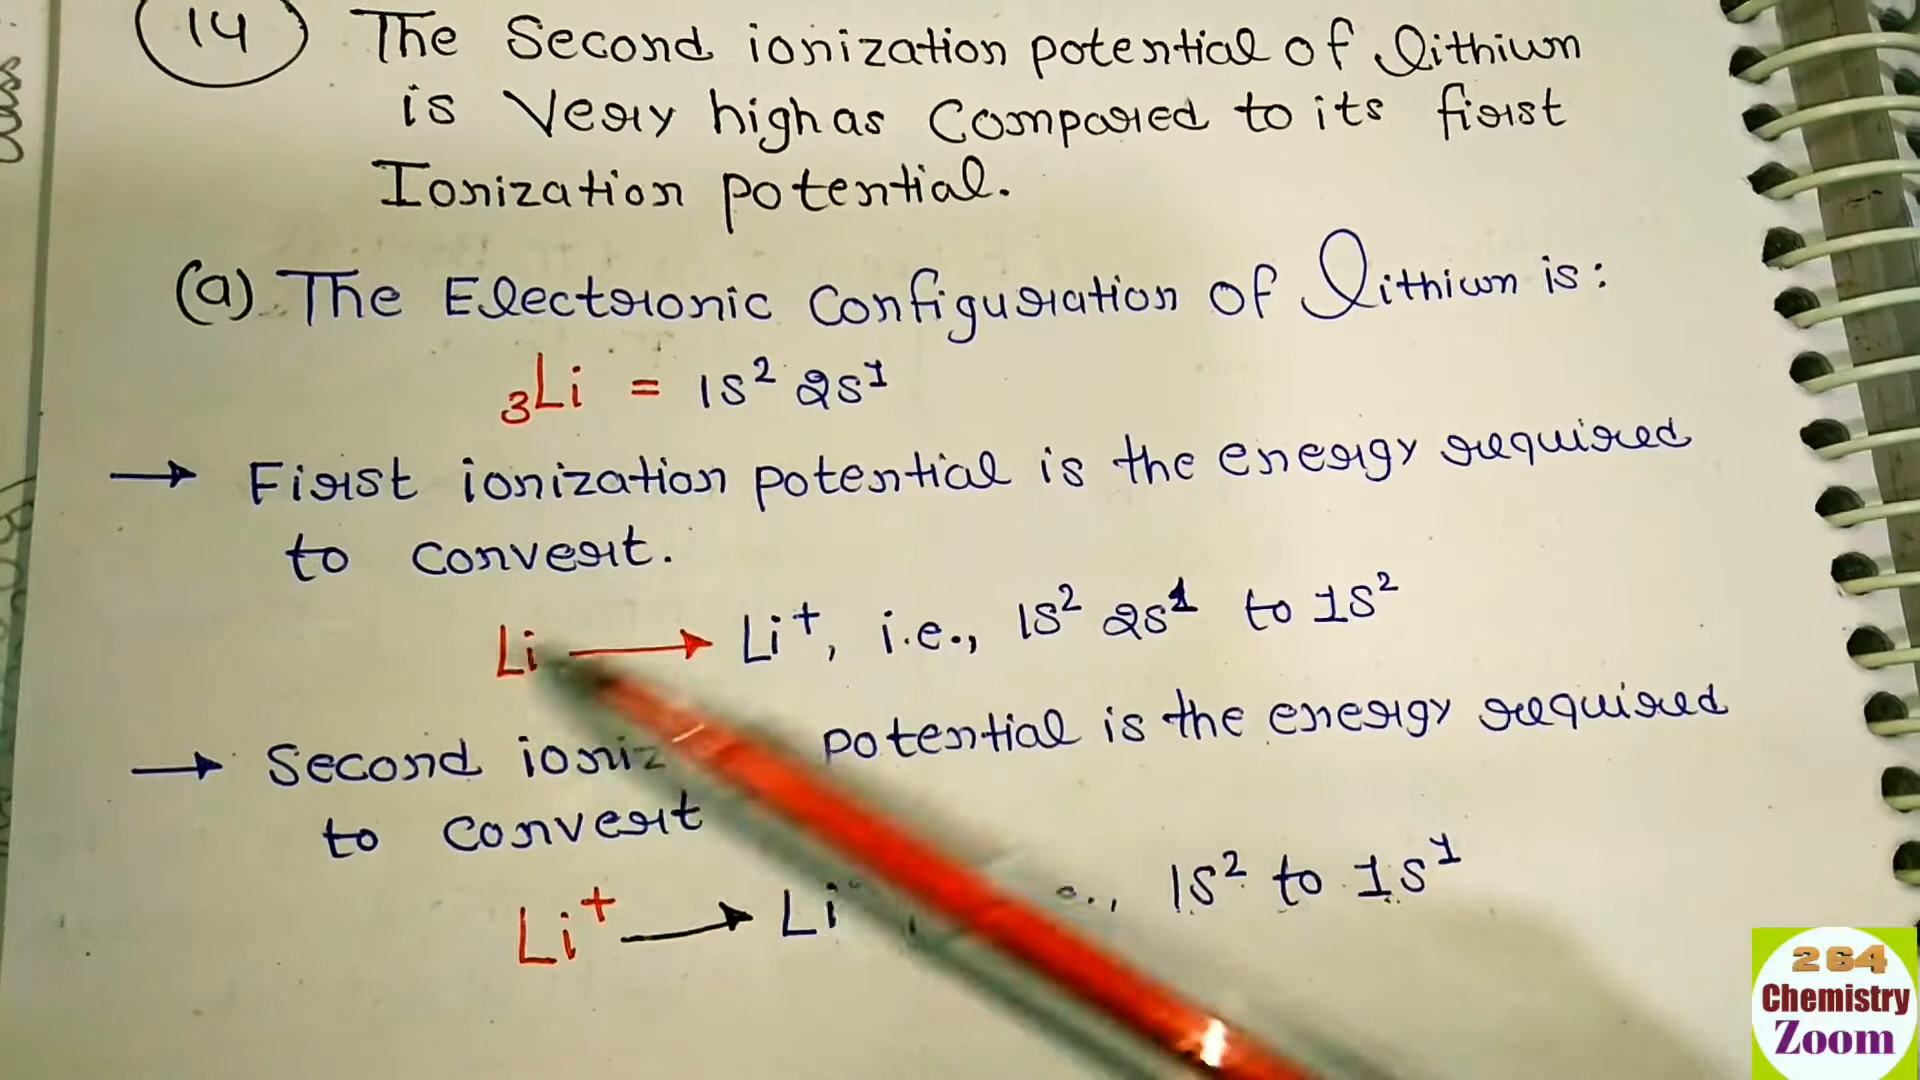 14 The Second ionization potential of lithium
is Very high as Compared to its first
Ionization potential.
(a) The Electronic Configuration of lithium is:
₃Li = 1s² 2s¹
→ First ionization potential is the energy required
to convert.
Li → Li⁺, i.e., 1s² 2s¹ to 1s²
→ Second potential is the energy required
to convert
Li⁺ → Li 1s² to 1s¹
264
Chemistry
Zoom